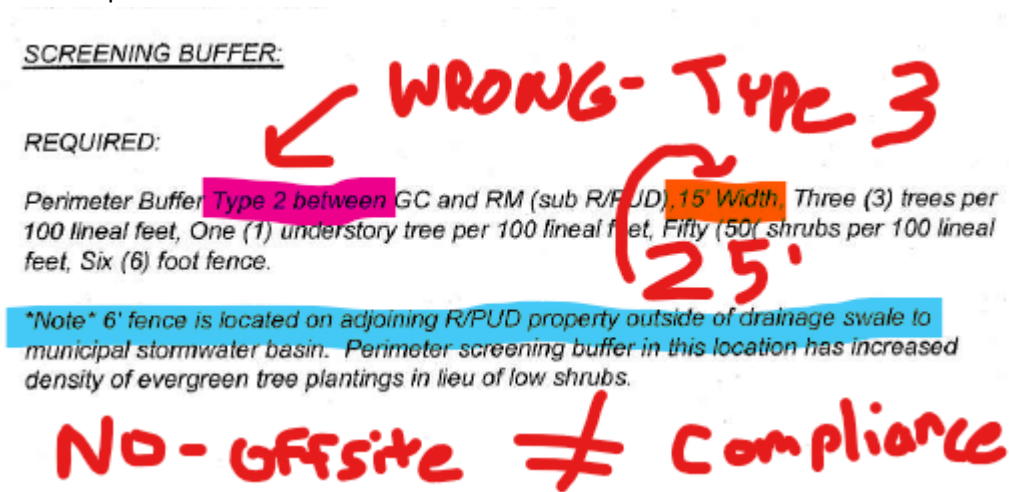 SCREENING BUFFER:
WRONG- TYPe 3
REQUIRED:
Perimeter Buffer Type 2 between GC and RM (sub R/PUD), 15' Width, Three (3) trees per
100 lineal feet, One (1) understory tree per 100 lineal feet, Fifty (50( shrubs per 100 lineal
feet, Six (6) foot fence.
25'
*Note* 6' fence is located on adjoining R/PUD property outside of drainage swale to
municipal stormwater basin. Perimeter screening buffer in this location has increased
density of evergreen tree plantings in lieu of low shrubs.
NO - OFFSite ≠ Compliance